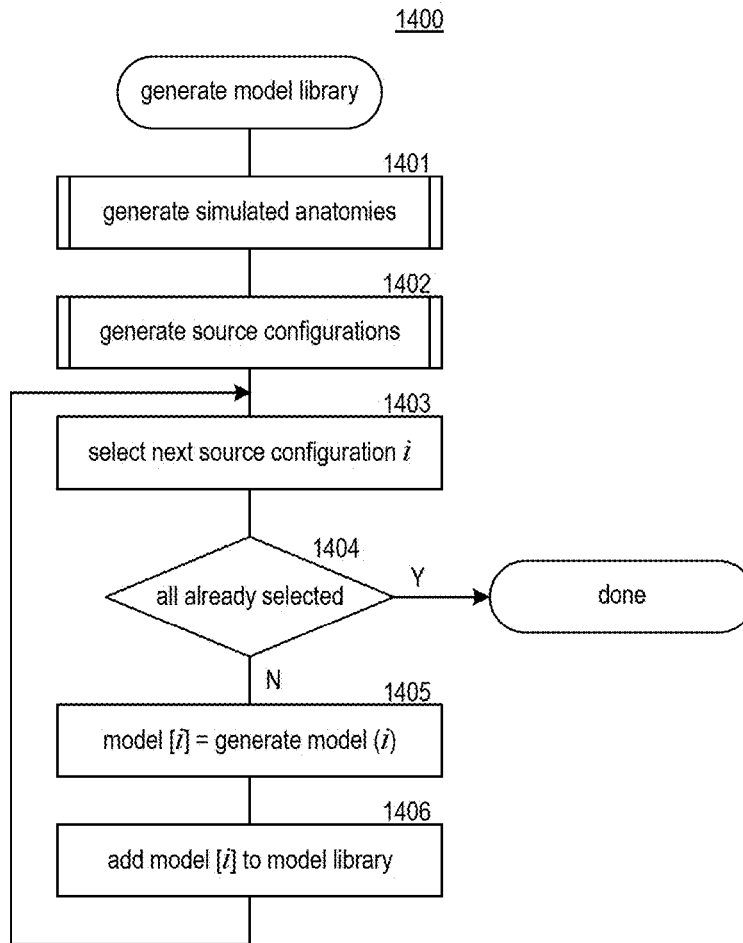 1400
generate model library
1401
generate simulated anatomies
1402
generate source configurations
1403
select next source configuration i
1404
all already selected
Y
done
N
1405
model [i] = generate model (i)
1406
add model [i] to model library